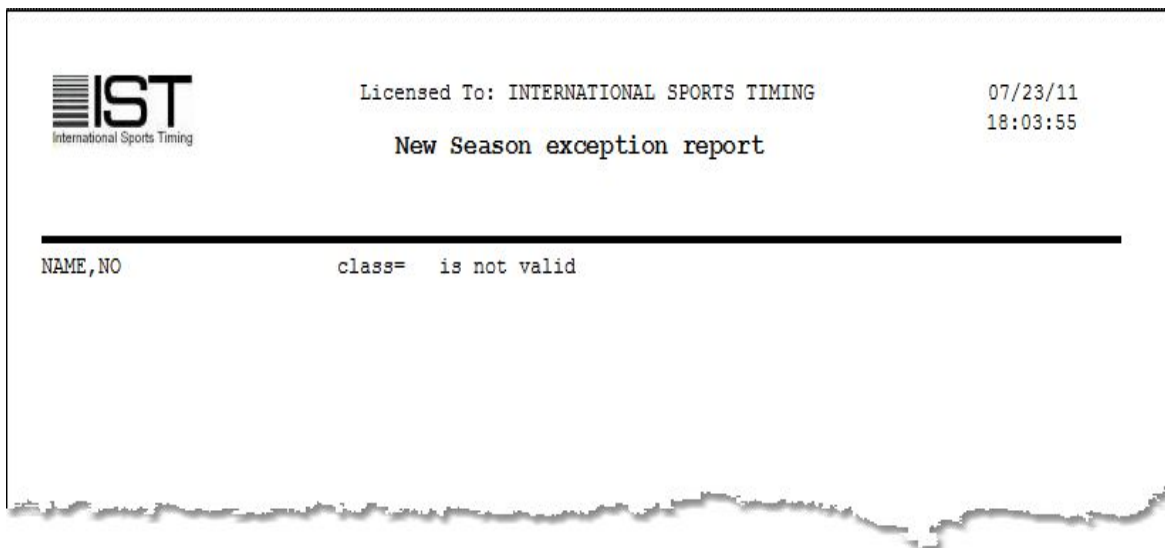 IST
International Sports Timing
Licensed To: INTERNATIONAL SPORTS TIMING
New Season exception report
07/23/11
18:03:55
NAME,NO class= is not valid